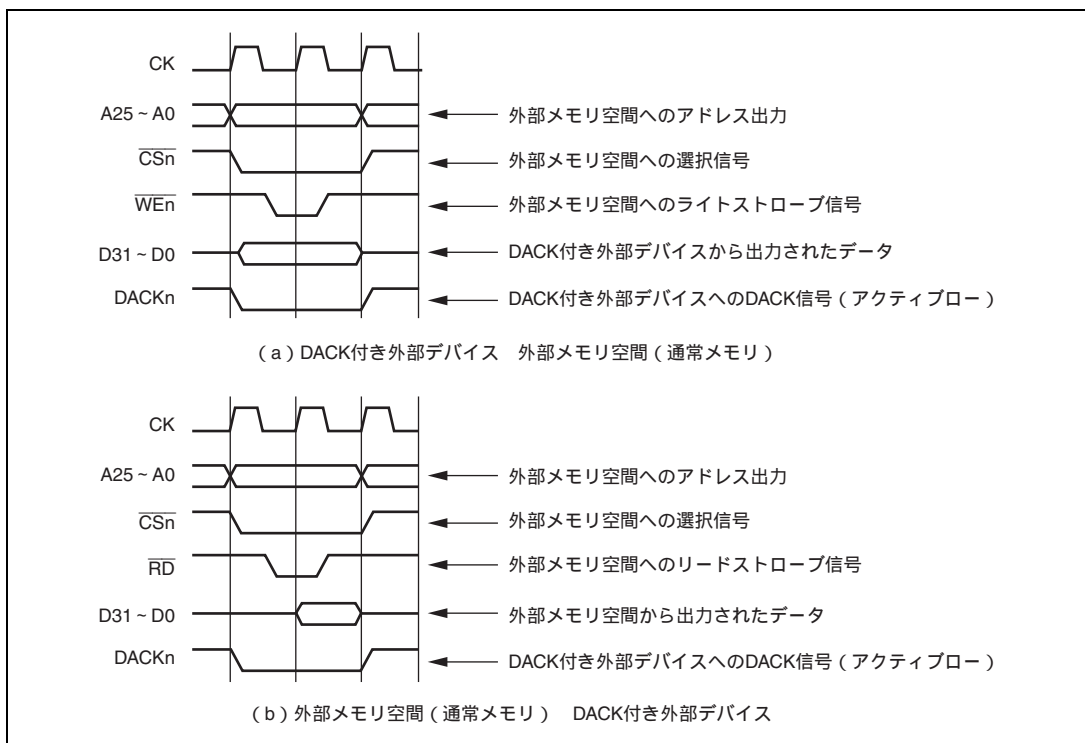 CK
A25 ~ A0 外部メモリ空間へのアドレス出力
CSn 外部メモリ空間への選択信号
WEn 外部メモリ空間へのライトストローブ信号
D31 ~ D0 DACK付き外部デバイスから出力されたデータ
DACKn DACK付き外部デバイスへのDACK信号（アクティブロー）
（a）DACK付き外部デバイス 外部メモリ空間（通常メモリ）
CK
A25 ~ A0 外部メモリ空間へのアドレス出力
CSn 外部メモリ空間への選択信号
RD 外部メモリ空間へのリードストローブ信号
D31 ~ D0 外部メモリ空間から出力されたデータ
DACKn DACK付き外部デバイスへのDACK信号（アクティブロー）
（b）外部メモリ空間（通常メモリ） DACK付き外部デバイス